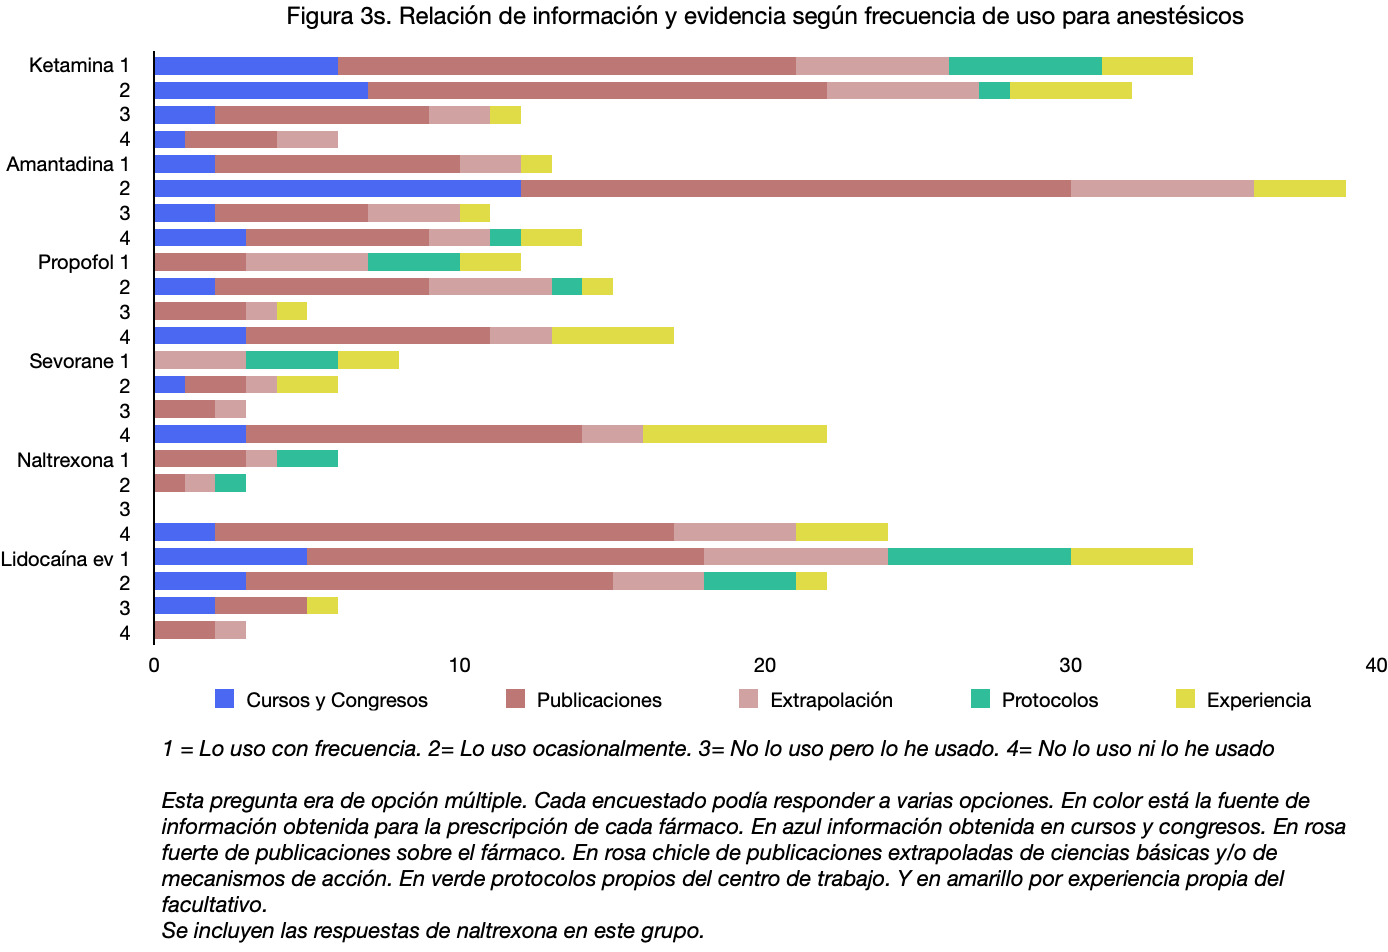 Figura 3s. Relación de información y evidencia según frecuencia de uso para anestésicos
Ketamina 1
2
3
4
Amantadina 1
2
3
4
Propofol 1
2
3
4
Sevorane 1
2
3
4
Naltrexona 1
2
3
4
Lidocaína ev 1
2
3
4
0 10 20 30 40
Cursos y Congresos Publicaciones Extrapolación Protocolos Experiencia
1 = Lo uso con frecuencia. 2= Lo uso ocasionalmente. 3= No lo uso pero lo he usado. 4= No lo uso ni lo he usado
Esta pregunta era de opción múltiple. Cada encuestado podía responder a varias opciones. En color está la fuente de
información obtenida para la prescripción de cada fármaco. En azul información obtenida en cursos y congresos. En rosa
fuerte de publicaciones sobre el fármaco. En rosa chicle de publicaciones extrapoladas de ciencias básicas y/o de
mecanismos de acción. En verde protocolos propios del centro de trabajo. Y en amarillo por experiencia propia del
facultativo.
Se incluyen las respuestas de naltrexona en este grupo.